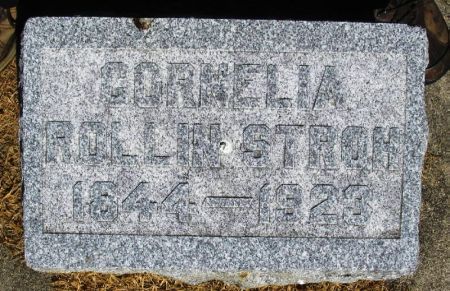 CORNELIA
ROLLIN STROH
1844-1923